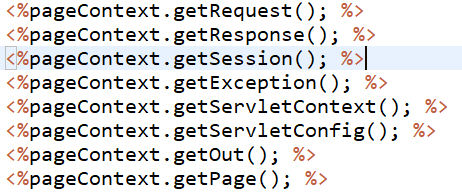 <%pageContext.getRequest(); %>
<%pageContext.getResponse(); %>
<%pageContext.getSession(); %>
<%pageContext.getException(); %>
<%pageContext.getServletContext(); %>
<%pageContext.getServletConfig(); %>
<%pageContext.getOut(); %>
<%pageContext.getPage(); %>